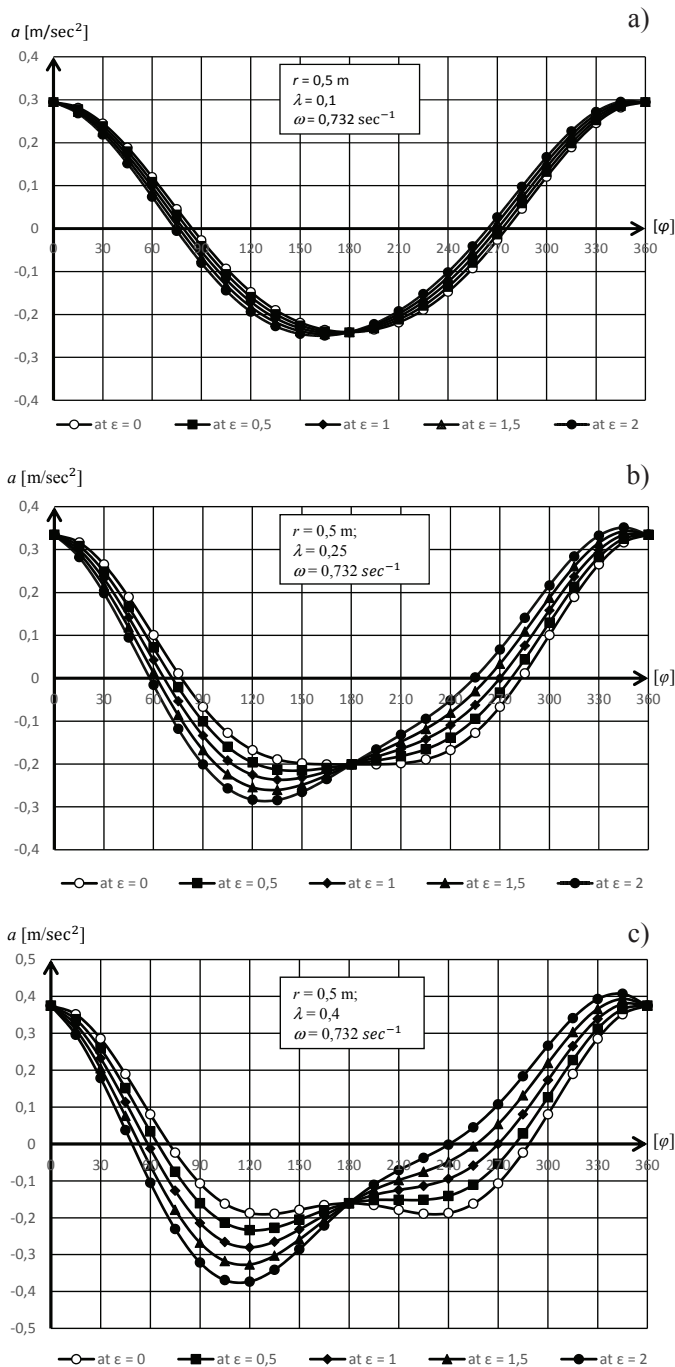 a)
a [m/sec²]
0,4
r = 0,5 m
λ = 0,1
ω = 0,732 sec⁻¹
0,3
0,2
0,1
0
[φ]
0 30 60 90 120 150 180 210 240 270 300 330 360
-0,1
-0,2
-0,3
-0,4
at ε = 0 at ε = 0,5 at ε = 1 at ε = 1,5 at ε = 2
b)
a [m/sec²]
0,4
r = 0,5 m;
λ = 0,25
ω = 0,732 sec⁻¹
0,3
0,2
0,1
0
[φ]
0 30 60 90 120 150 180 210 240 270 300 330 360
-0,1
-0,2
-0,3
-0,4
at ε = 0 at ε = 0,5 at ε = 1 at ε = 1,5 at ε = 2
c)
a [m/sec²]
0,5
r = 0,5 m;
λ = 0,4
ω = 0,732 sec⁻¹
0,4
0,3
0,2
0,1
0
[φ]
0 30 60 90 120 150 180 210 240 270 300 330 360
-0,1
-0,2
-0,3
-0,4
-0,5
at ε = 0 at ε = 0,5 at ε = 1 at ε = 1,5 at ε = 2